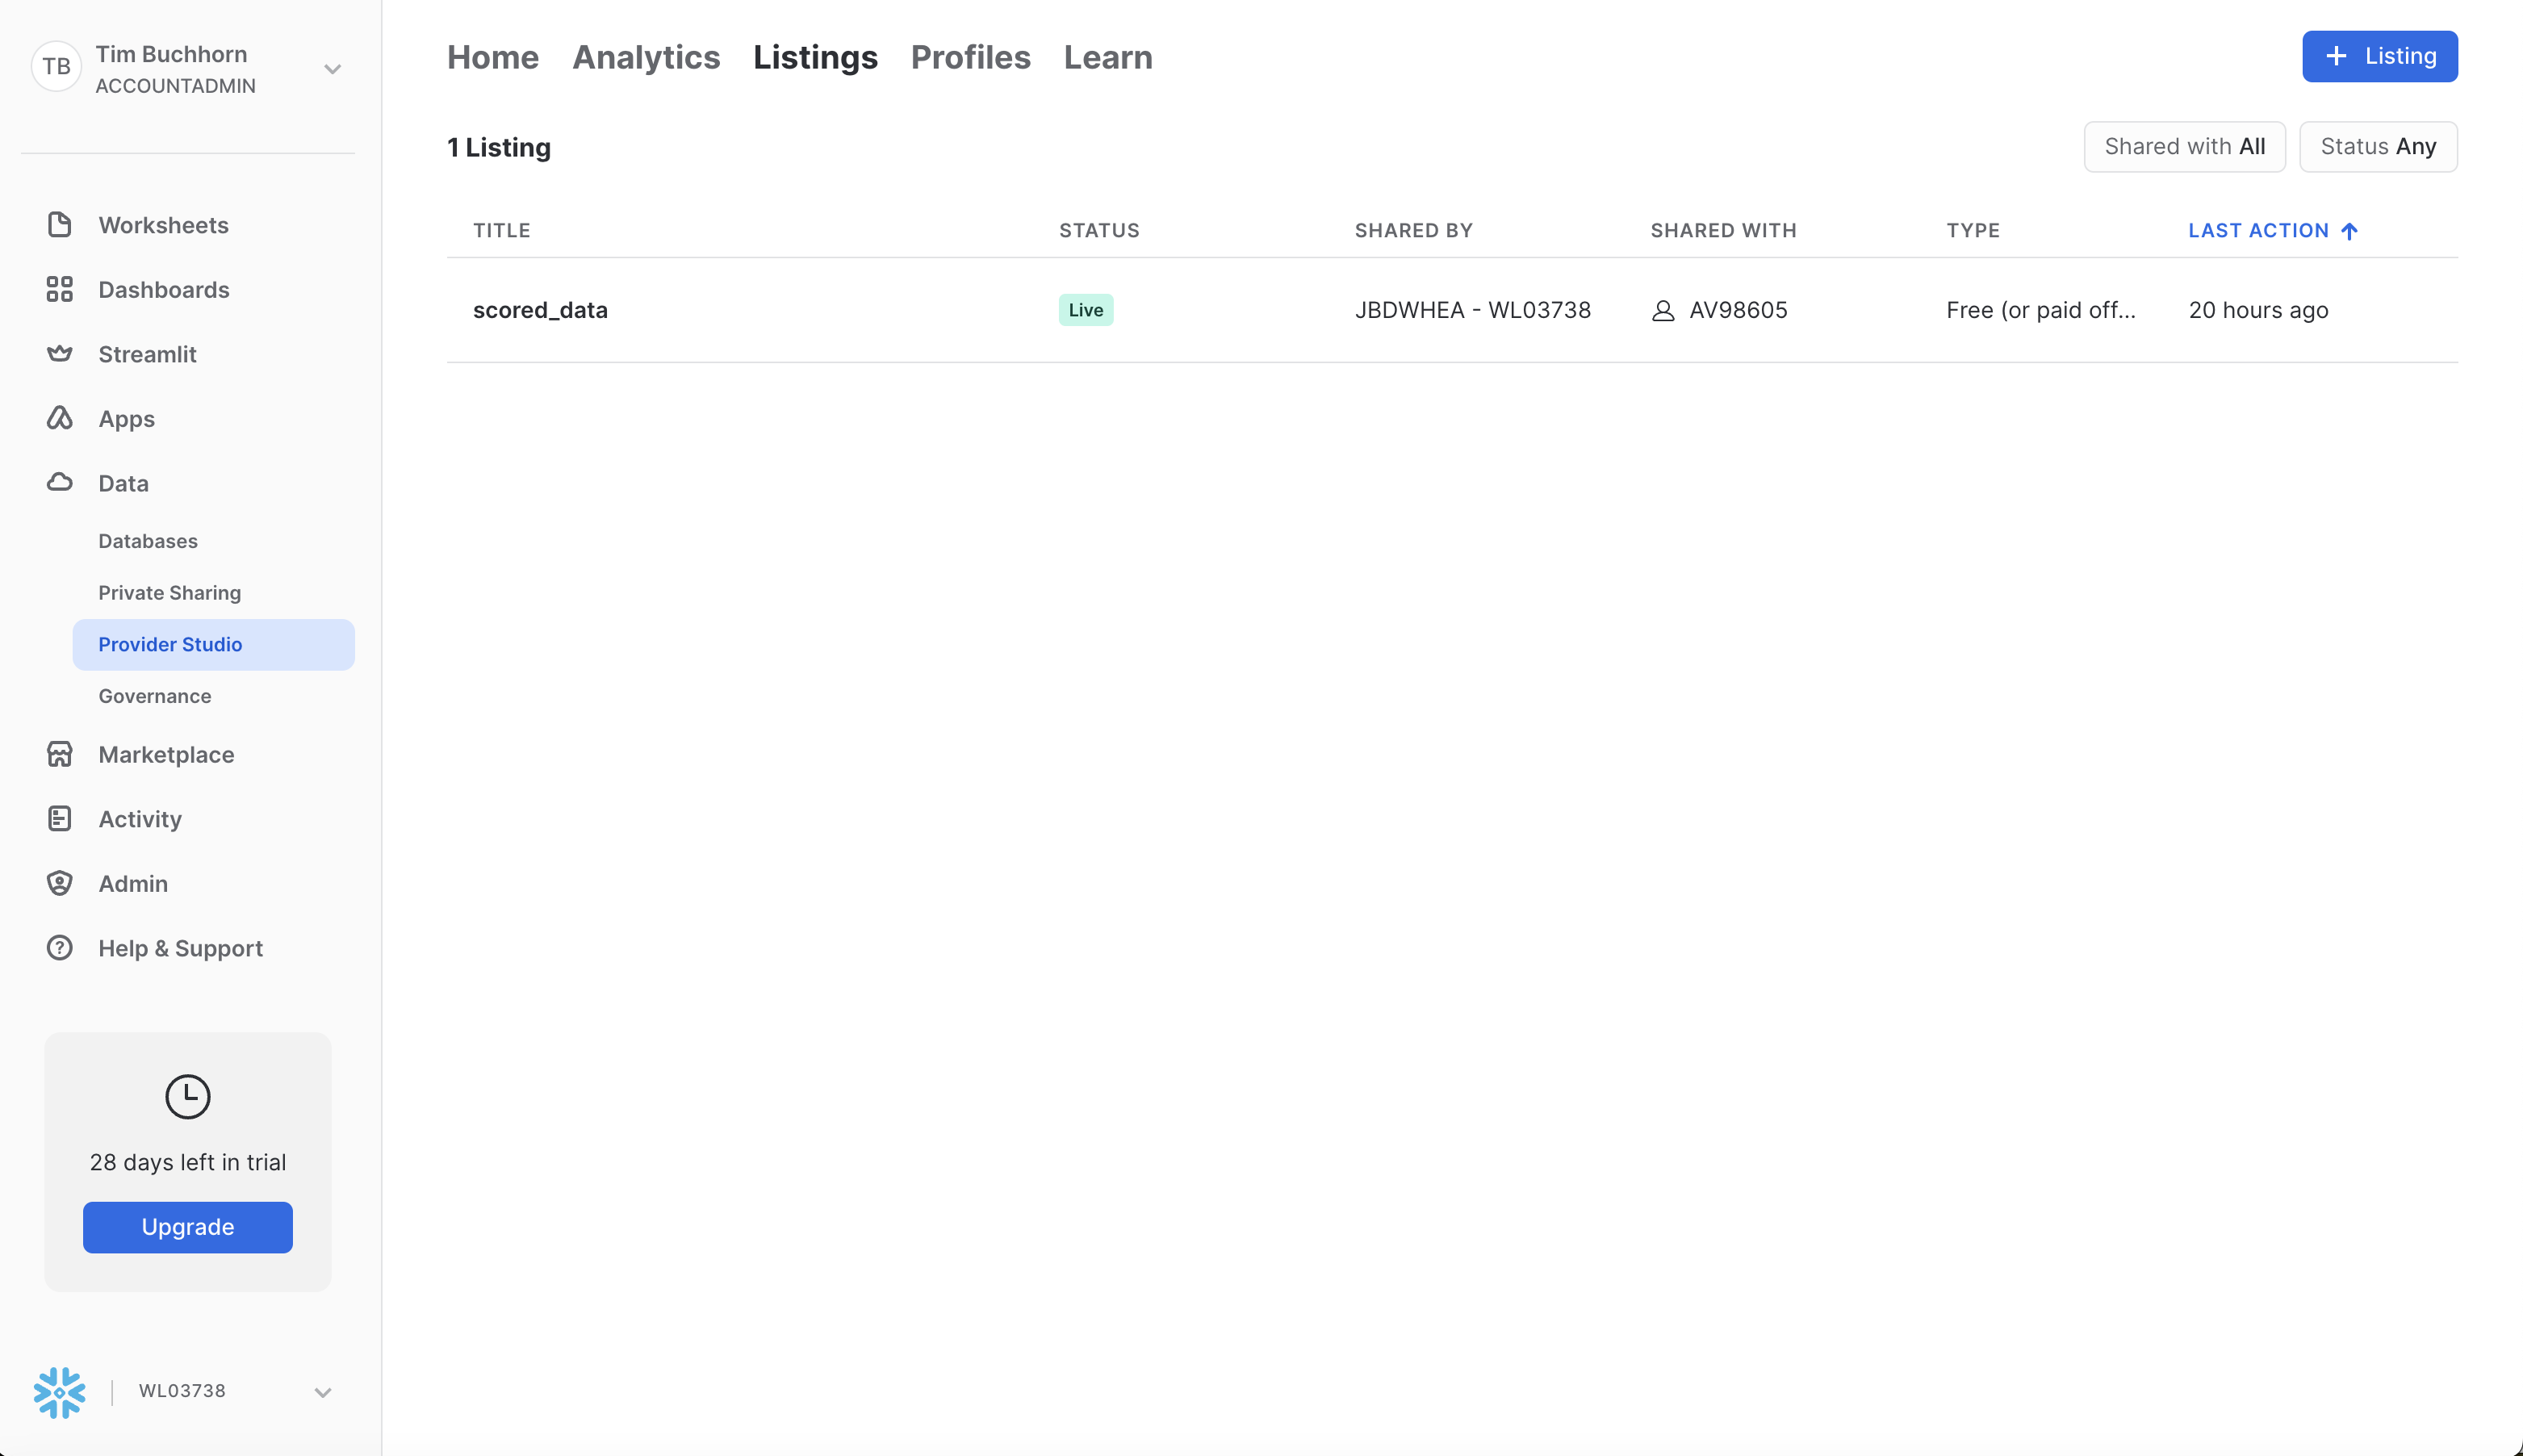 TB
Tim Buchhorn
ACCOUNTADMIN
Worksheets
Dashboards
Streamlit
Apps
Data
Databases
Private Sharing
Provider Studio
Governance
Marketplace
Activity
Admin
Help & Support
28 days left in trial
Upgrade
WL03738
Home Analytics Listings Profiles Learn
+ Listing
1 Listing
Shared with All Status Any
TITLE STATUS SHARED BY SHARED WITH TYPE LAST ACTION ↑
scored_data Live JBDWHEA - WL03738 AV98605 Free (or paid off... 20 hours ago